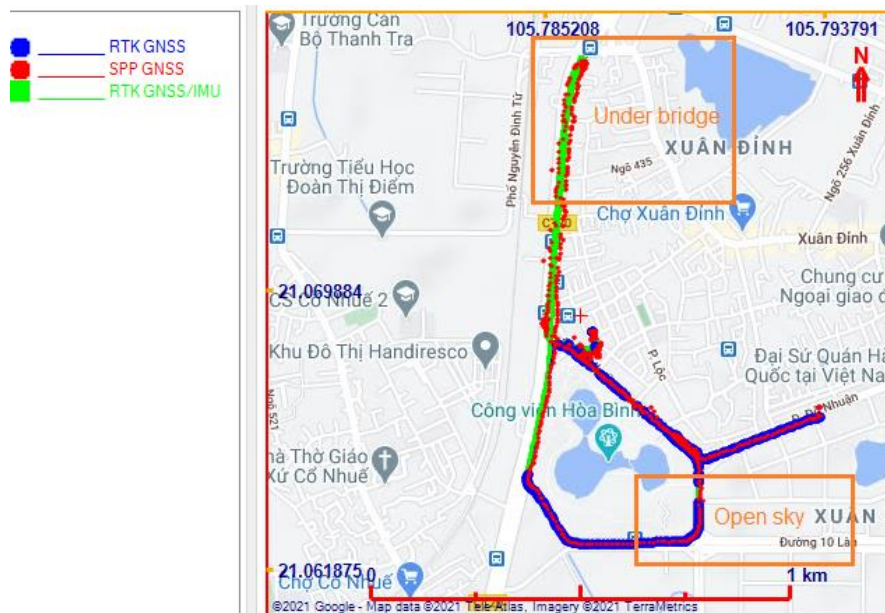 RTK GNSS
SPP GNSS
RTK GNSS/IMU
Trường Cán
Bộ Thanh Tra
105.785208
105.793791
N
Under bridge
XUÂN ĐỈNH
Ngõ 435
Ngõ 256 Xuân Đỉnh
Trường Tiểu Học
Đoàn Thị Điểm
Phố Nguyễn Đình Tứ
Chợ Xuân Đỉnh
Xuân Đỉnh
21.069884
CS Cổ Nhuế 2
Chung cư
Ngoại giao đ
Khu Đô Thị Handiresco
P. Lộc
Đại Sứ Quán Hà
Quốc tại Việt Na
Ngõ 521
Công viên Hòa Bình
Nhuận
hà Thờ Giáo
Xứ Cổ Nhuế
Open sky
XUÂN
Đường 10 Làn
21.061875
Chợ Cổ Nhuế
0
1 km
©2021 Google - Map data ©2021 Tele Atlas, Imagery ©2021 TerraMetrics